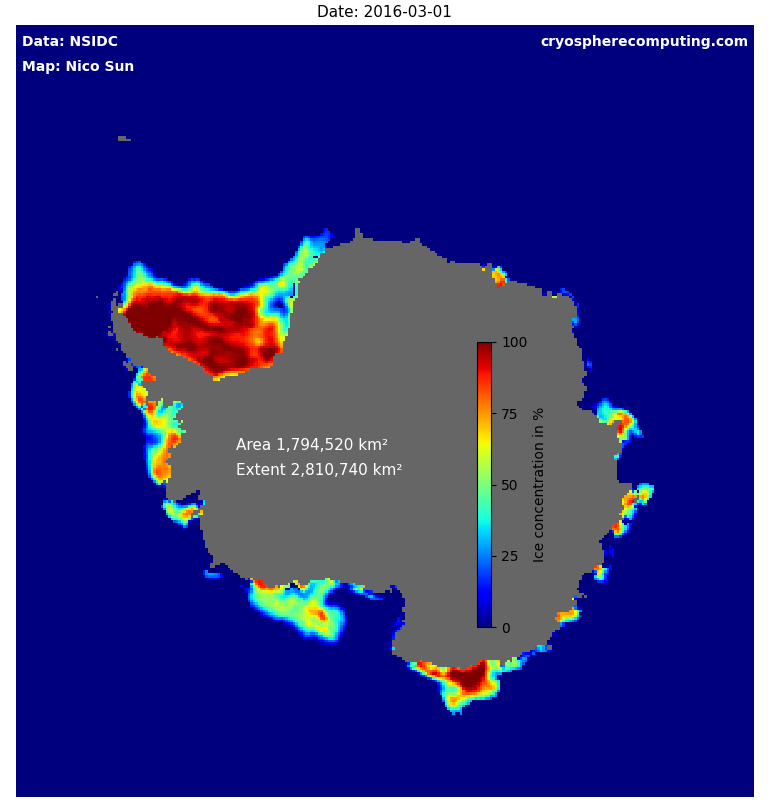 Date: 2016-03-01
Data: NSIDC
cryospherecomputing.com
Map: Nico Sun
100
75
50
25
0
Ice concentration in %
Area 1,794,520 km²
Extent 2,810,740 km²